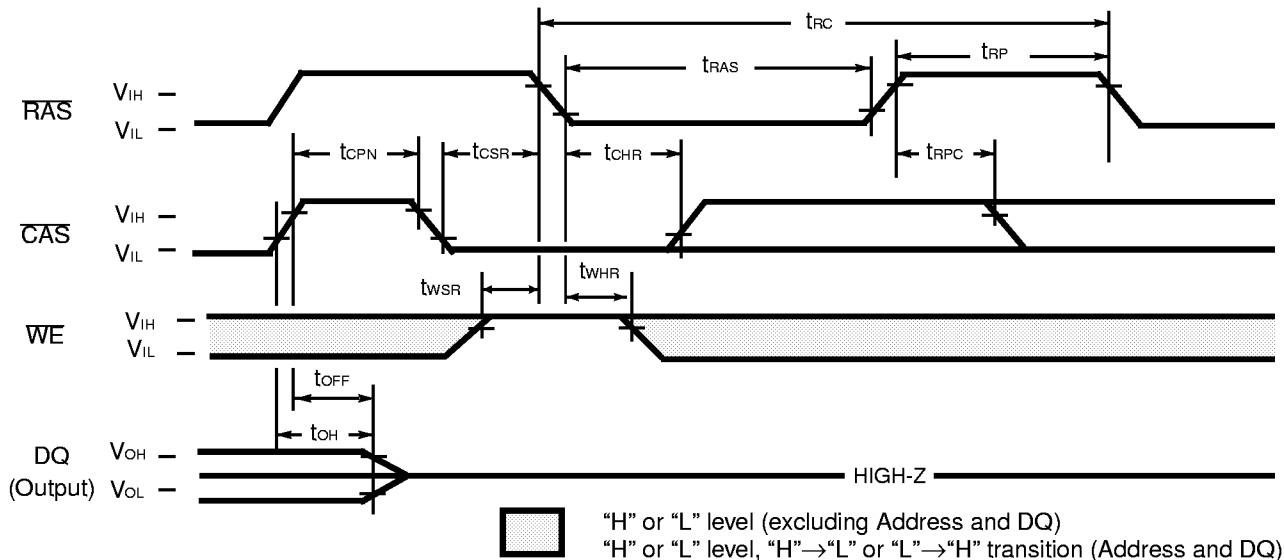 tRC
tRAS
tRP
RAS
VIH
VIL
tCPN
tCSR
tCHR
tRPC
CAS
VIH
VIL
tWSR
tWHR
WE
VIH
VIL
tOFF
tOH
DQ
(Output)
VOH
VOL
HIGH-Z
“H” or “L” level (excluding Address and DQ)
“H” or “L” level, “H”→“L” or “L”→“H” transition (Address and DQ)